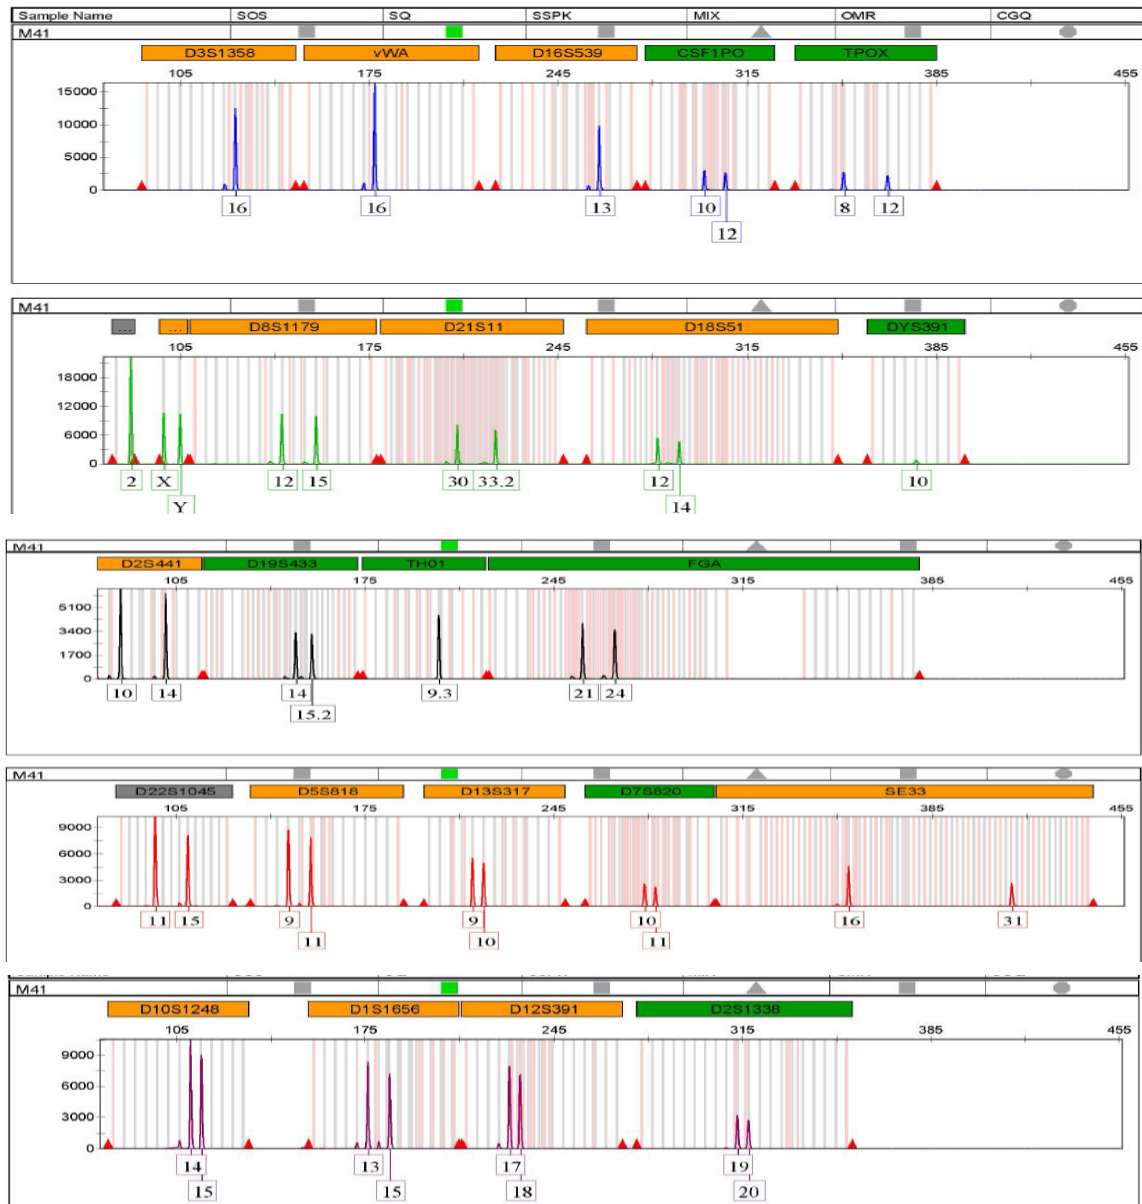 Sample Name SOS SQ SSPK MIX OMR CGQ
M41
D3S1358 vWA D16S539 CSF1PO TPOX
105 175 245 315 385 455
15000
10000
5000
0
16 16 13 10 8 12
12
M41
... ... D8S1179 D21S11 D18S51 DYS391
105 175 245 315 385 455
18000
12000
6000
0
2 X 12 15 30 33.2 12 10
Y 14
M41
D2S441 D19S433 TH01 FGA
105 175 245 315 385 455
5100
3400
1700
0
10 14 14 9.3 21 24
15.2
M41
D22S1045 D5S818 D13S317 D7S820 SE33
105 175 245 315 385 455
9000
6000
3000
0
11 15 9 9 10 16 31
11 10 11
M41
D10S1248 D1S1656 D12S391 D2S1338
105 175 245 315 385 455
9000
6000
3000
0
14 13 17 19
15 15 18 20